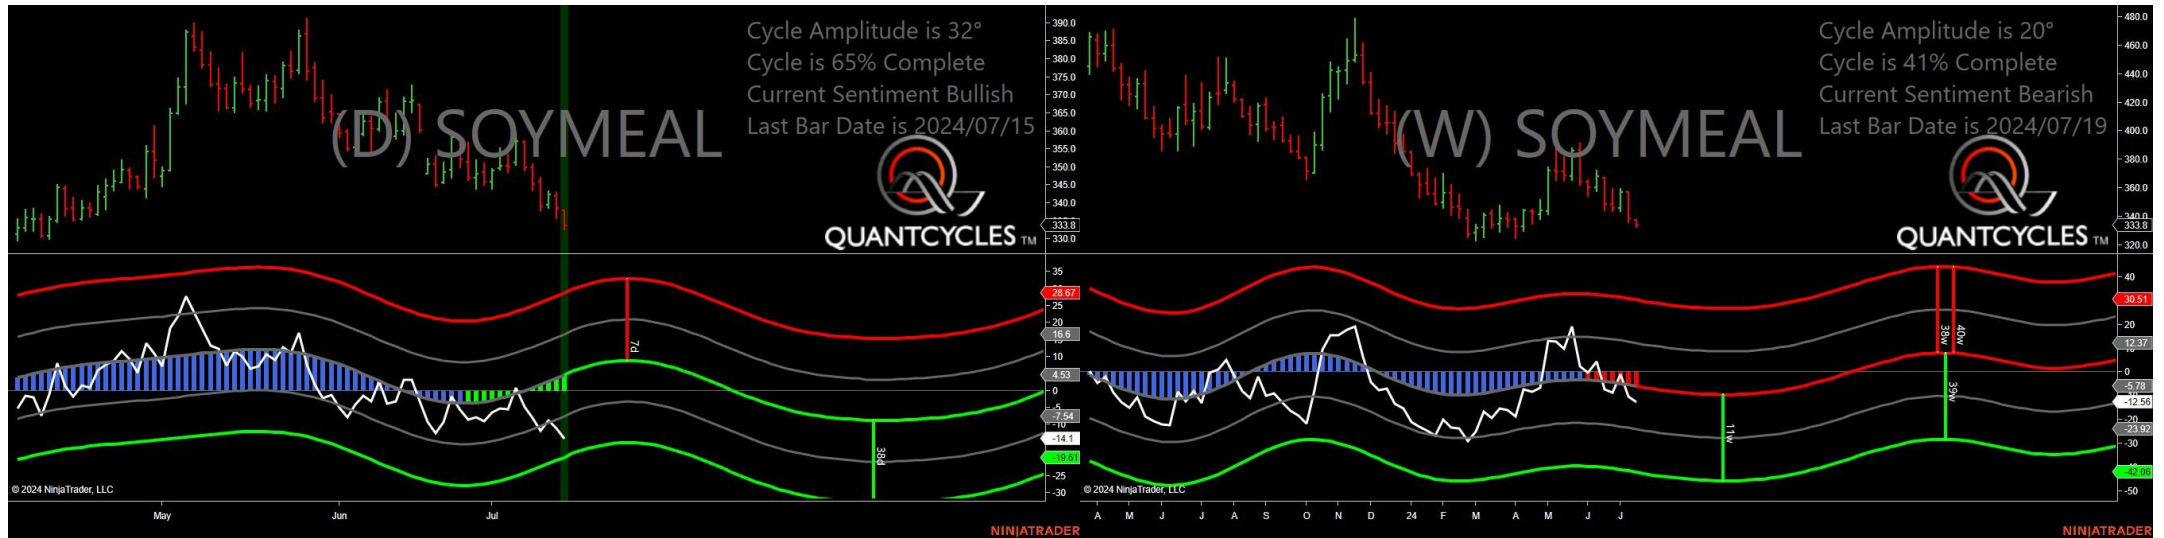 Cycle Amplitude is 32°
Cycle is 65% Complete
Current Sentiment Bullish
Last Bar Date is 2024/07/15
(D) SOYMEAL
QUANTCYCLES TM
390.0
385.0
380.0
375.0
370.0
365.0
360.0
355.0
350.0
345.0
340.0
333.8
330.0
35
28.67
25
20
16.6
10
4.53
0
-5
-7.54
-10
-14.1
-19.61
-25
-30
7d
38d
© 2024 NinjaTrader, LLC
May
Jun
Jul
NINJATRADER
Cycle Amplitude is 20°
Cycle is 41% Complete
Current Sentiment Bearish
Last Bar Date is 2024/07/19
(W) SOYMEAL
QUANTCYCLES TM
480.0
460.0
440.0
420.0
400.0
380.0
360.0
340.0
333.8
320.0
40
30.51
20
12.37
0
-5.78
-12.56
-20
-23.92
-30
-42.06
-50
11w
38w
40w
39w
© 2024 NinjaTrader, LLC
A M J J A S O N D 24 F M A M J J
NINJATRADER